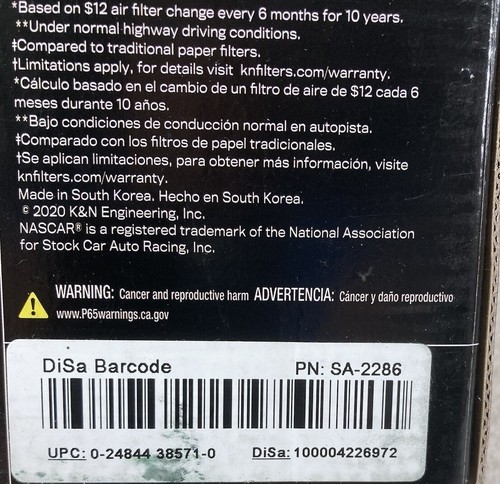 *Based on $12 air filter change every 6 months for 10 years.
**Under normal highway driving conditions.
‡Compared to traditional paper filters.
†Limitations apply, for details visit knfilters.com/warranty.
*Cálculo basado en el cambio de un filtro de aire de $12 cada 6
meses durante 10 años.
**Bajo condiciones de conducción normal en autopista.
‡Comparado con los filtros de papel tradicionales.
†Se aplican limitaciones, para obtener más información, visite
knfilters.com/warranty.
Made in South Korea. Hecho en South Korea.
© 2020 K&N Engineering, Inc.
NASCAR® is a registered trademark of the National Association
for Stock Car Auto Racing, Inc.
WARNING: Cancer and reproductive harm ADVERTENCIA: Cáncer y daño reproductivo
www.P65warnings.ca.gov
DiSa Barcode PN: SA-2286
UPC: 0-24844 38571-0 DiSa: 100004226972